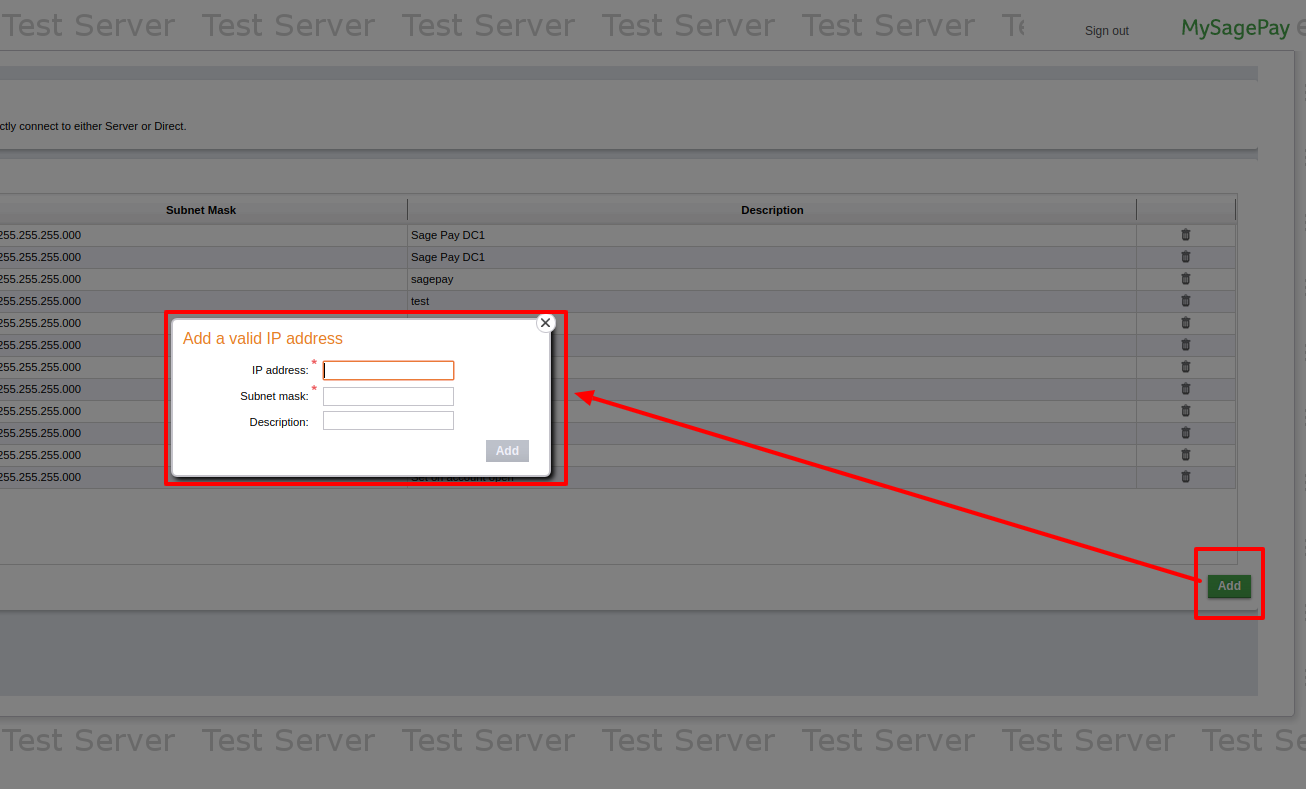 Test Server Test Server Test Server Test Server Test Server
Sign out
MySagePay
ctly connect to either Server or Direct.
Subnet Mask Description
255.255.255.000 Sage Pay DC1
255.255.255.000 Sage Pay DC1
255.255.255.000 sagepay
255.255.255.000 test
255.255.255.000
255.255.255.000
255.255.255.000
255.255.255.000
255.255.255.000
255.255.255.000
255.255.255.000
255.255.255.000 Set on account open
Add a valid IP address
IP address: *
Subnet mask: *
Description:
Add
Add
Test Server Test Server Test Server Test Server Test Server Test Server Test Se